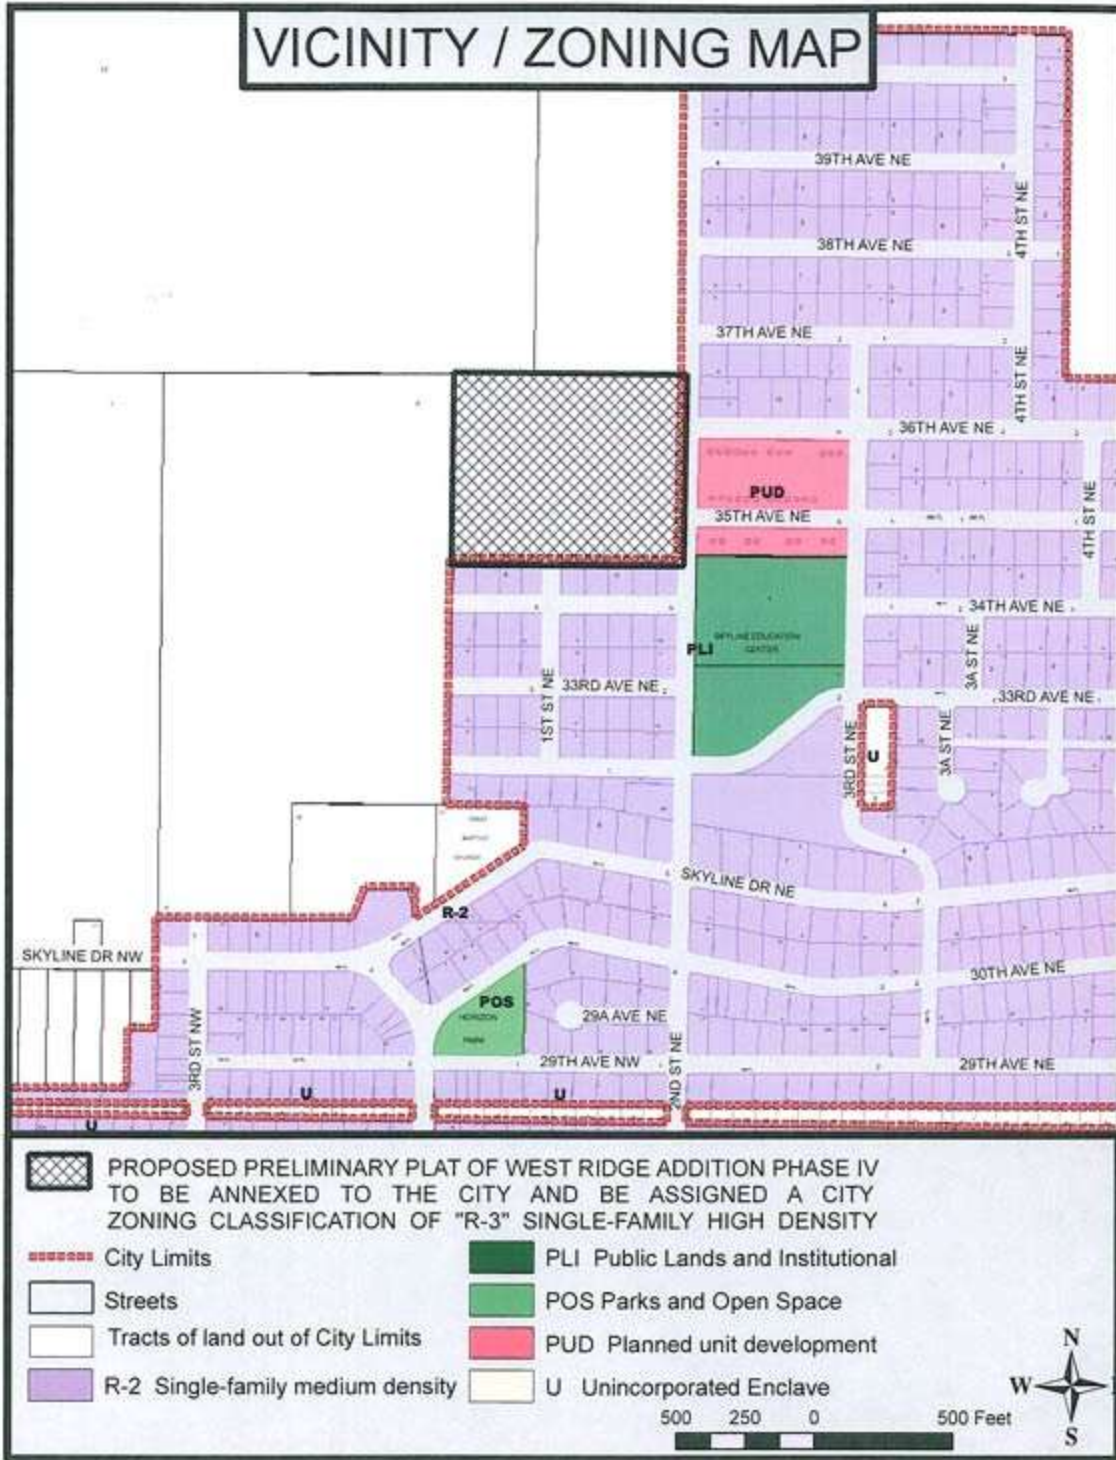 VICINITY / ZONING MAP
39TH AVE NE
4TH ST NE
38TH AVE NE
37TH AVE NE
4TH ST NE
36TH AVE NE
PUD
35TH AVE NE
4TH ST NE
34TH AVE NE
SKYLINE EDUCATION
CENTER
PLI
3A ST NE
33RD AVE NE
33RD AVE NE
1ST ST NE
3RD ST NE
U
3A ST NE
SKYLINE DR NE
R-2
SKYLINE DR NW
30TH AVE NE
POS
HORIZON
PARK
29A AVE NE
3RD ST NW
29TH AVE NW
2ND ST NE
29TH AVE NE
U
U
U
PROPOSED PRELIMINARY PLAT OF WEST RIDGE ADDITION PHASE IV
TO BE ANNEXED TO THE CITY AND BE ASSIGNED A CITY
ZONING CLASSIFICATION OF "R-3" SINGLE-FAMILY HIGH DENSITY
City Limits
PLI Public Lands and Institutional
Streets
POS Parks and Open Space
Tracts of land out of City Limits
PUD Planned unit development
R-2 Single-family medium density
U Unincorporated Enclave
N
W
S
500 250 0 500 Feet